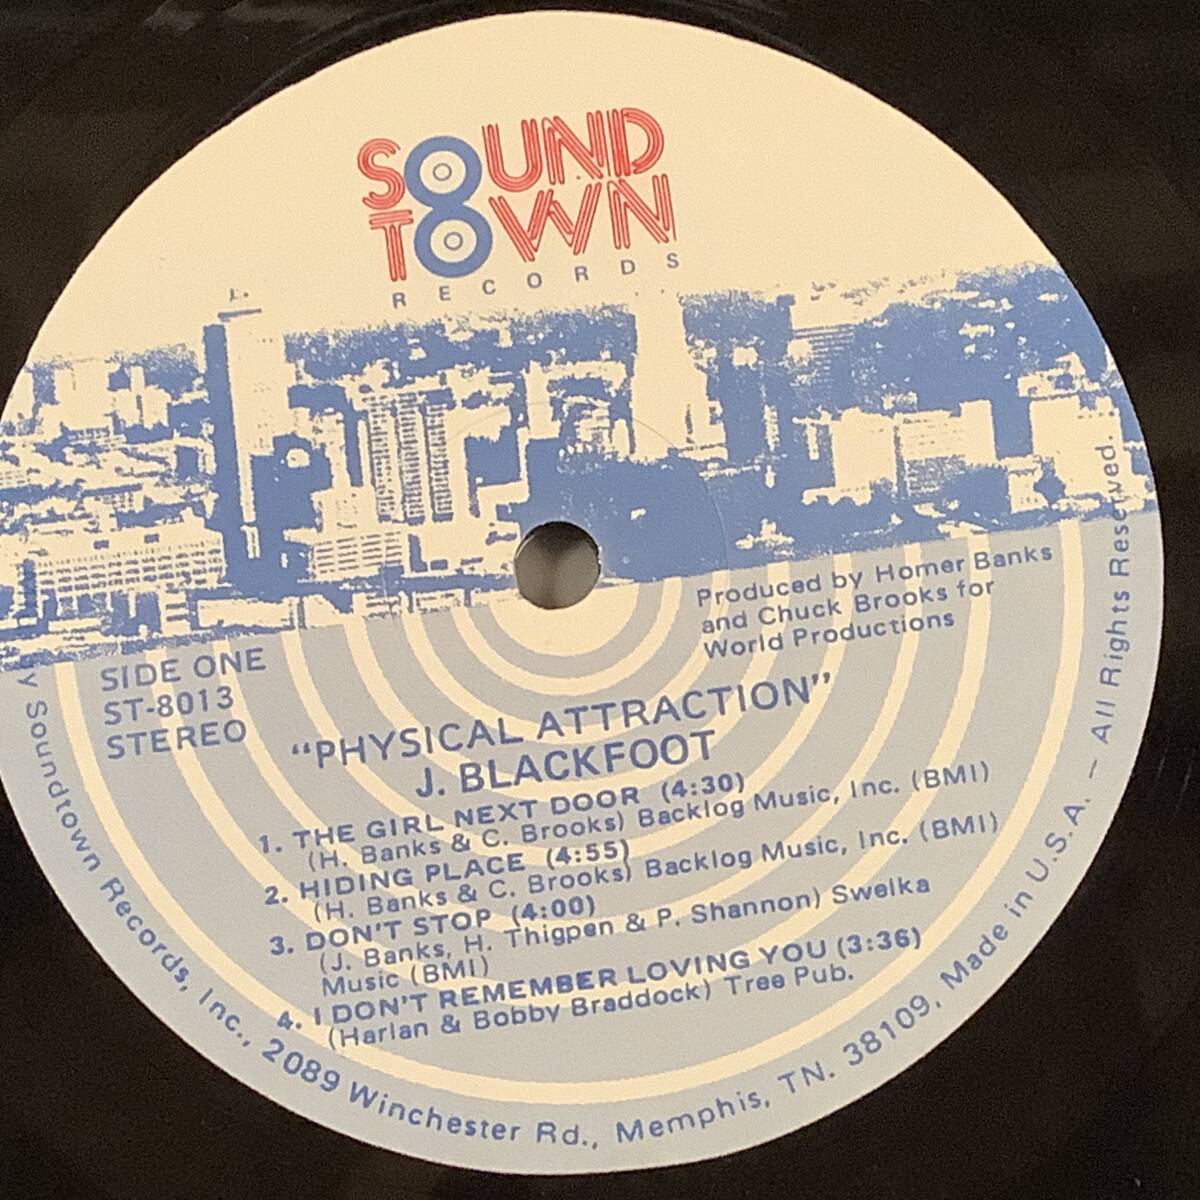 SOUND
TOWN
RECORDS
SIDE ONE
ST-8013
STEREO
Produced by Homer Banks
and Chuck Brooks for
World Productions
"PHYSICAL ATTRACTION"
J. BLACKFOOT
1. THE GIRL NEXT DOOR (4:30)
(H. Banks & C. Brooks) Backlog Music, Inc. (BMI)
2. HIDING PLACE (4:55)
(H. Banks & C. Brooks) Backlog Music, Inc. (BMI)
3. DON'T STOP (4:00)
(J. Banks, H. Thigpen & P. Shannon) Swelka
Music (BMI)
4. I DON'T REMEMBER LOVING YOU (3:36)
(Harlan & Bobby Braddock) Tree Pub.
by Soundtown Records, Inc., 2089 Winchester Rd., Memphis, TN. 38109, Made in U.S.A. – All Rights Reserved.